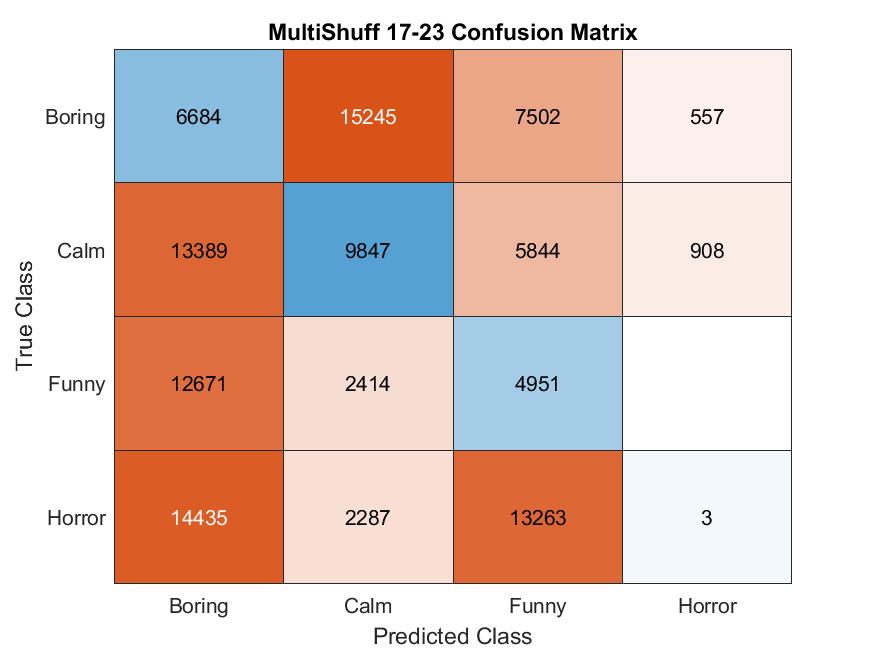 MultiShuff 17-23 Confusion Matrix
True Class
Boring 6684 15245 7502 557
Calm 13389 9847 5844 908
Funny 12671 2414 4951
Horror 14435 2287 13263 3
Boring Calm Funny Horror
Predicted Class